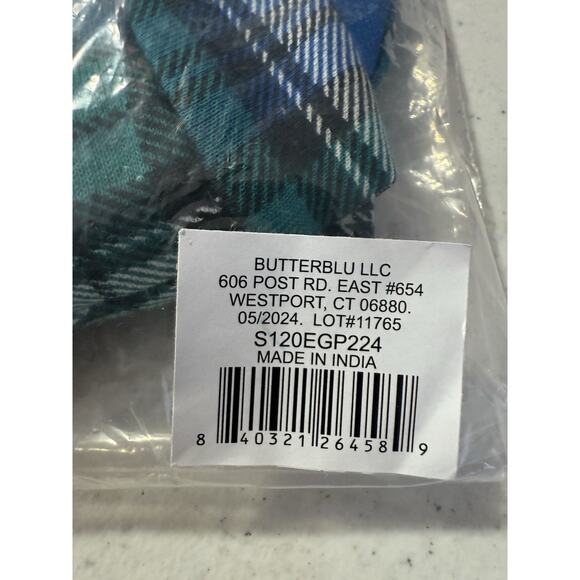 BUTTERBLU LLC
606 POST RD. EAST #654
WESTPORT, CT 06880.
05/2024. LOT#11765
S120EGP224
MADE IN INDIA
8 40321 26458 9